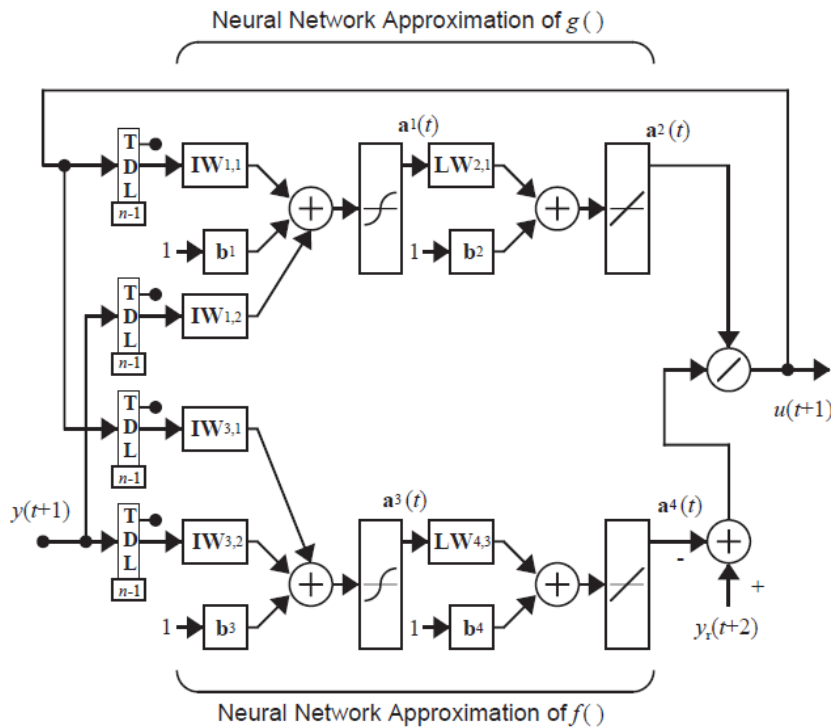 Neural Network Approximation of g ( )
a¹(t)
a²(t)
T
D
L
n-1
IW1,1
LW2,1
1
b1
1
b2
T
D
L
n-1
IW1,2
u(t+1)
T
D
L
n-1
IW3,1
y(t+1)
a³(t)
a⁴(t)
T
D
L
n-1
IW3,2
LW4,3
-
+
1
b3
1
b4
yr(t+2)
Neural Network Approximation of f ( )